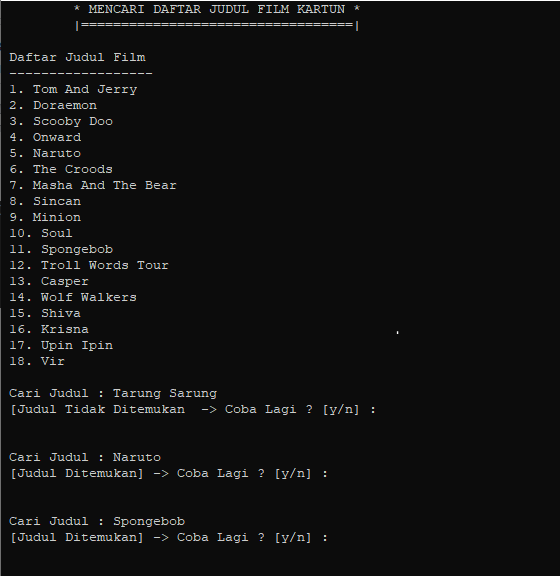 * MENCARI DAFTAR JUDUL FILM KARTUN *
|==================================|
Daftar Judul Film
------------------
1. Tom And Jerry
2. Doraemon
3. Scooby Doo
4. Onward
5. Naruto
6. The Croods
7. Masha And The Bear
8. Sincan
9. Minion
10. Soul
11. Spongebob
12. Troll Words Tour
13. Casper
14. Wolf Walkers
15. Shiva
16. Krisna
17. Upin Ipin
18. Vir
Cari Judul : Tarung Sarung
[Judul Tidak Ditemukan  -> Coba Lagi ? [y/n] :
Cari Judul : Naruto
[Judul Ditemukan] -> Coba Lagi ? [y/n] :
Cari Judul : Spongebob
[Judul Ditemukan] -> Coba Lagi ? [y/n] :